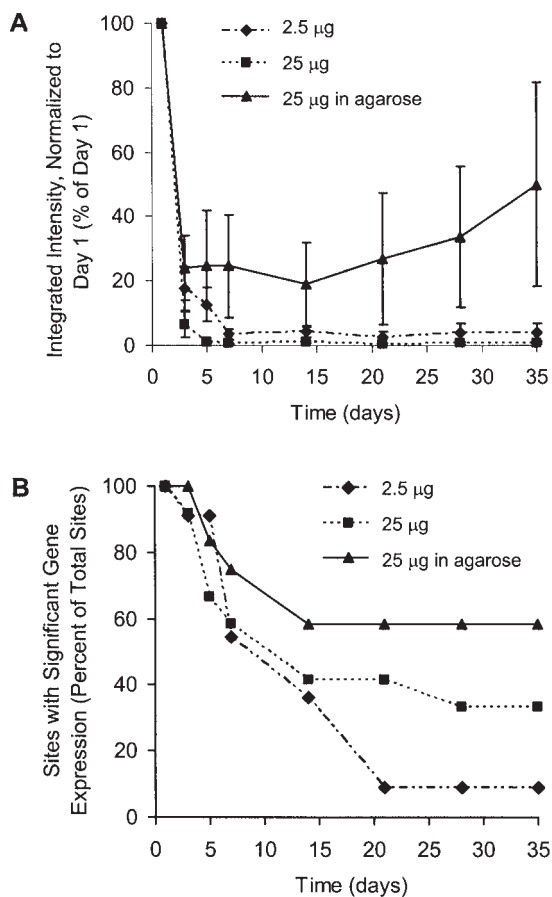 A
Integrated Intensity, Normalized to
Day 1 (% of Day 1)
100
80
60
40
20
0
2.5 µg
25 µg
25 µg in agarose
0 5 10 15 20 25 30 35
Time (days)
B
Sites with Significant Gene
Expression (Percent of Total Sites)
100
80
60
40
20
0
2.5 µg
25 µg
25 µg in agarose
0 5 10 15 20 25 30 35
Time (days)